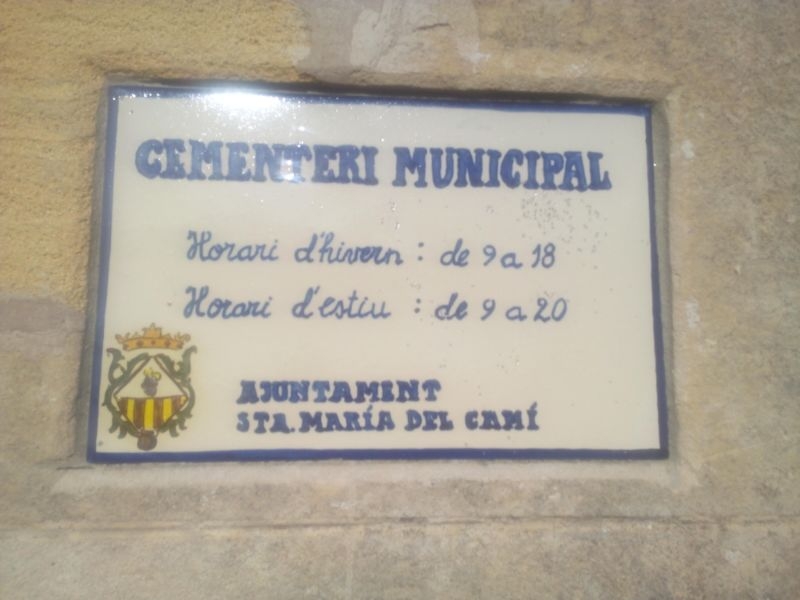 CEMENTERI MUNICIPAL
Horari d'hivern : de 9 a 18
Horari d'estiu : de 9 a 20
AJUNTAMENT
STA. MARÍA DEL CAMÍ